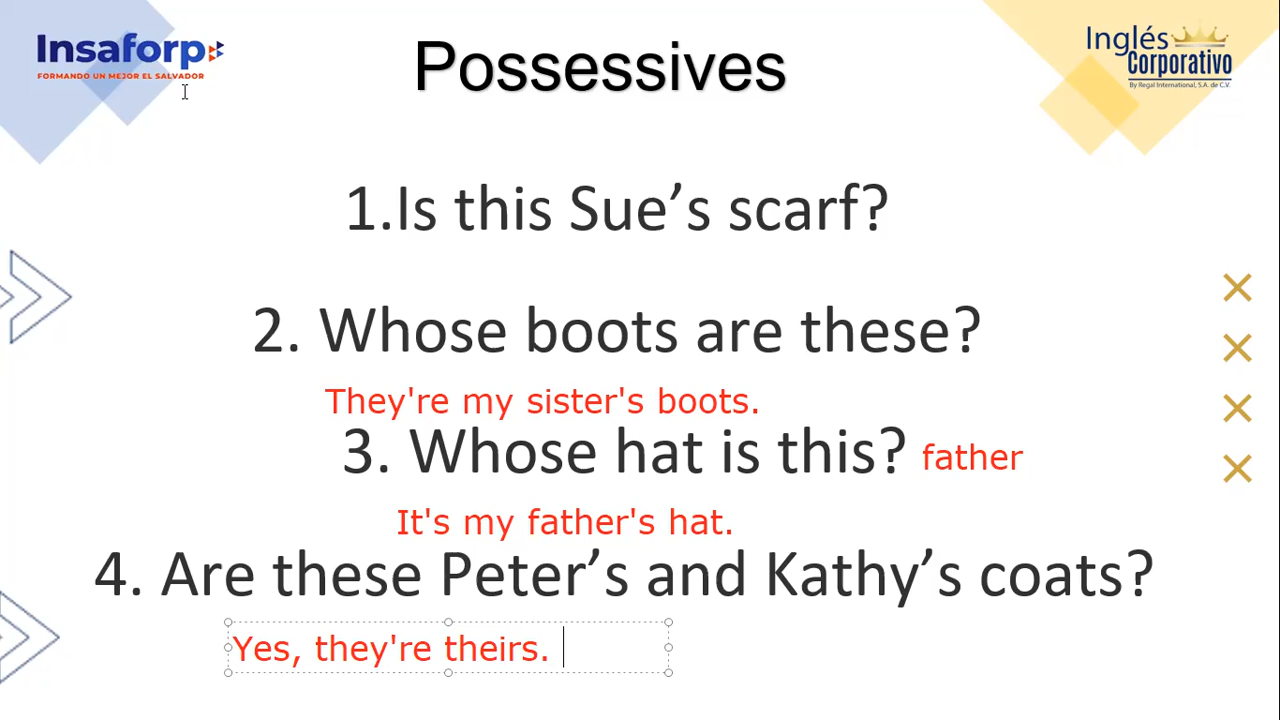 Insaforp
FORMANDO UN MEJOR EL SALVADOR
Possessives
Inglés
Corporativo
By Regal International, S.A. de C.V.
1.Is this Sue’s scarf?
2. Whose boots are these?
They're my sister's boots.
3. Whose hat is this? father
It's my father's hat.
4. Are these Peter’s and Kathy’s coats?
Yes, they're theirs.